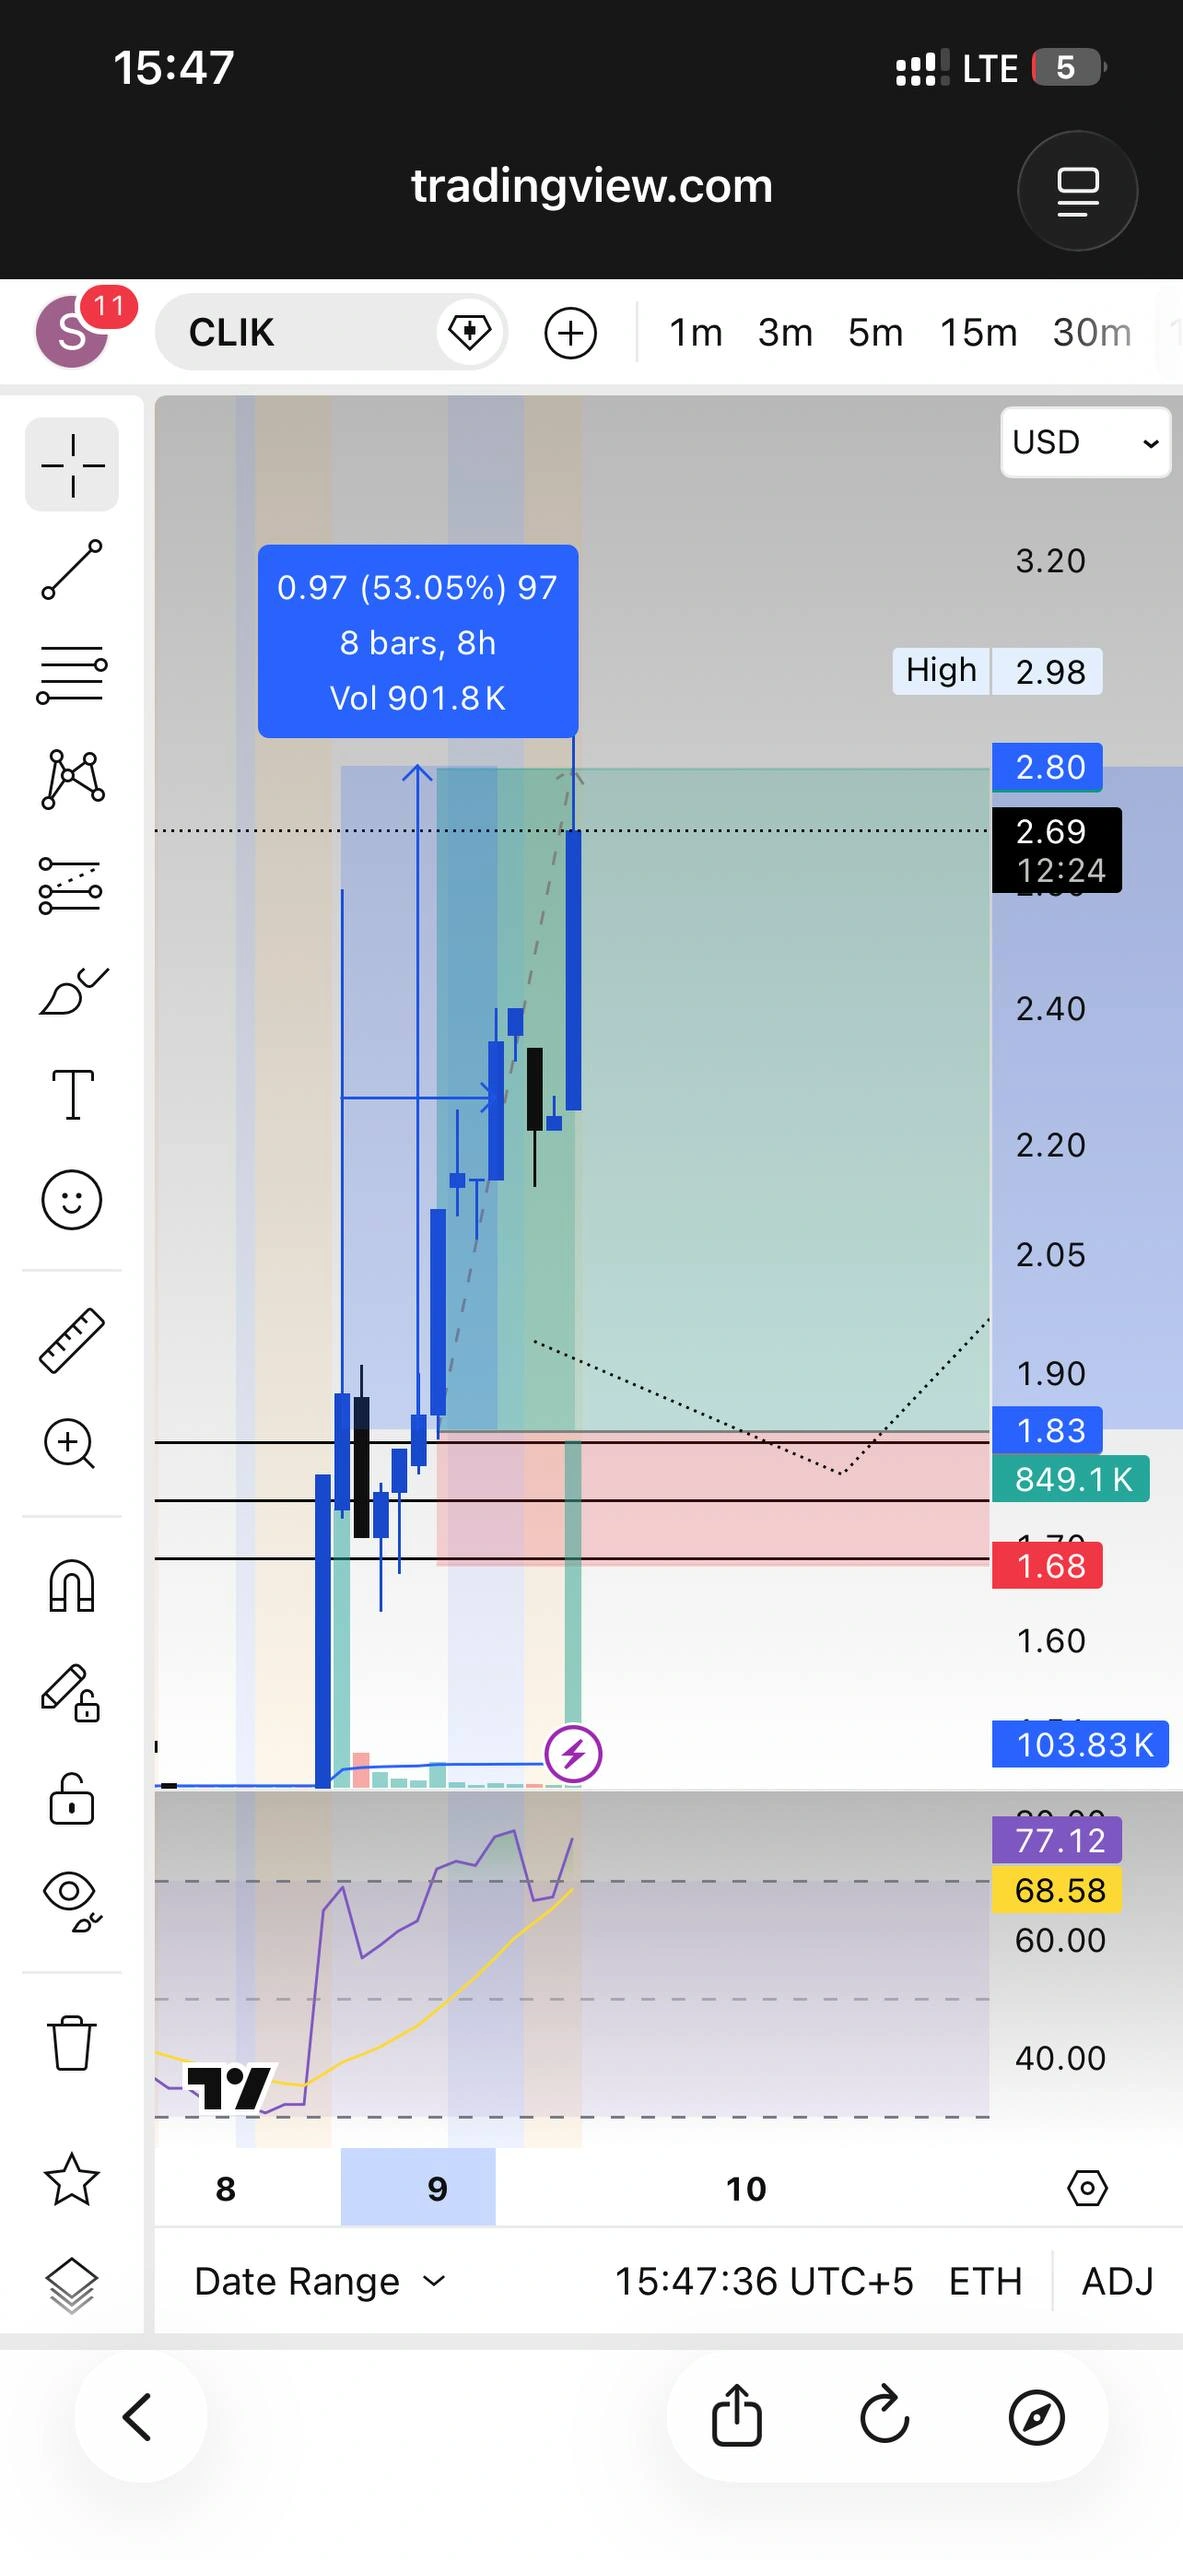 15:47
LTE 5
tradingview.com
S 11 CLIK 1m 3m 5m 15m 30m
USD
3.20
0.97 (53.05%) 97
8 bars, 8h
Vol 901.8K
High 2.98
2.80
2.69
12:24
2.40
2.20
2.05
1.90
1.83
849.1K
1.68
1.60
103.83K
77.12
68.58
60.00
40.00
8 9 10
Date Range 15:47:36 UTC+5 ETH ADJ